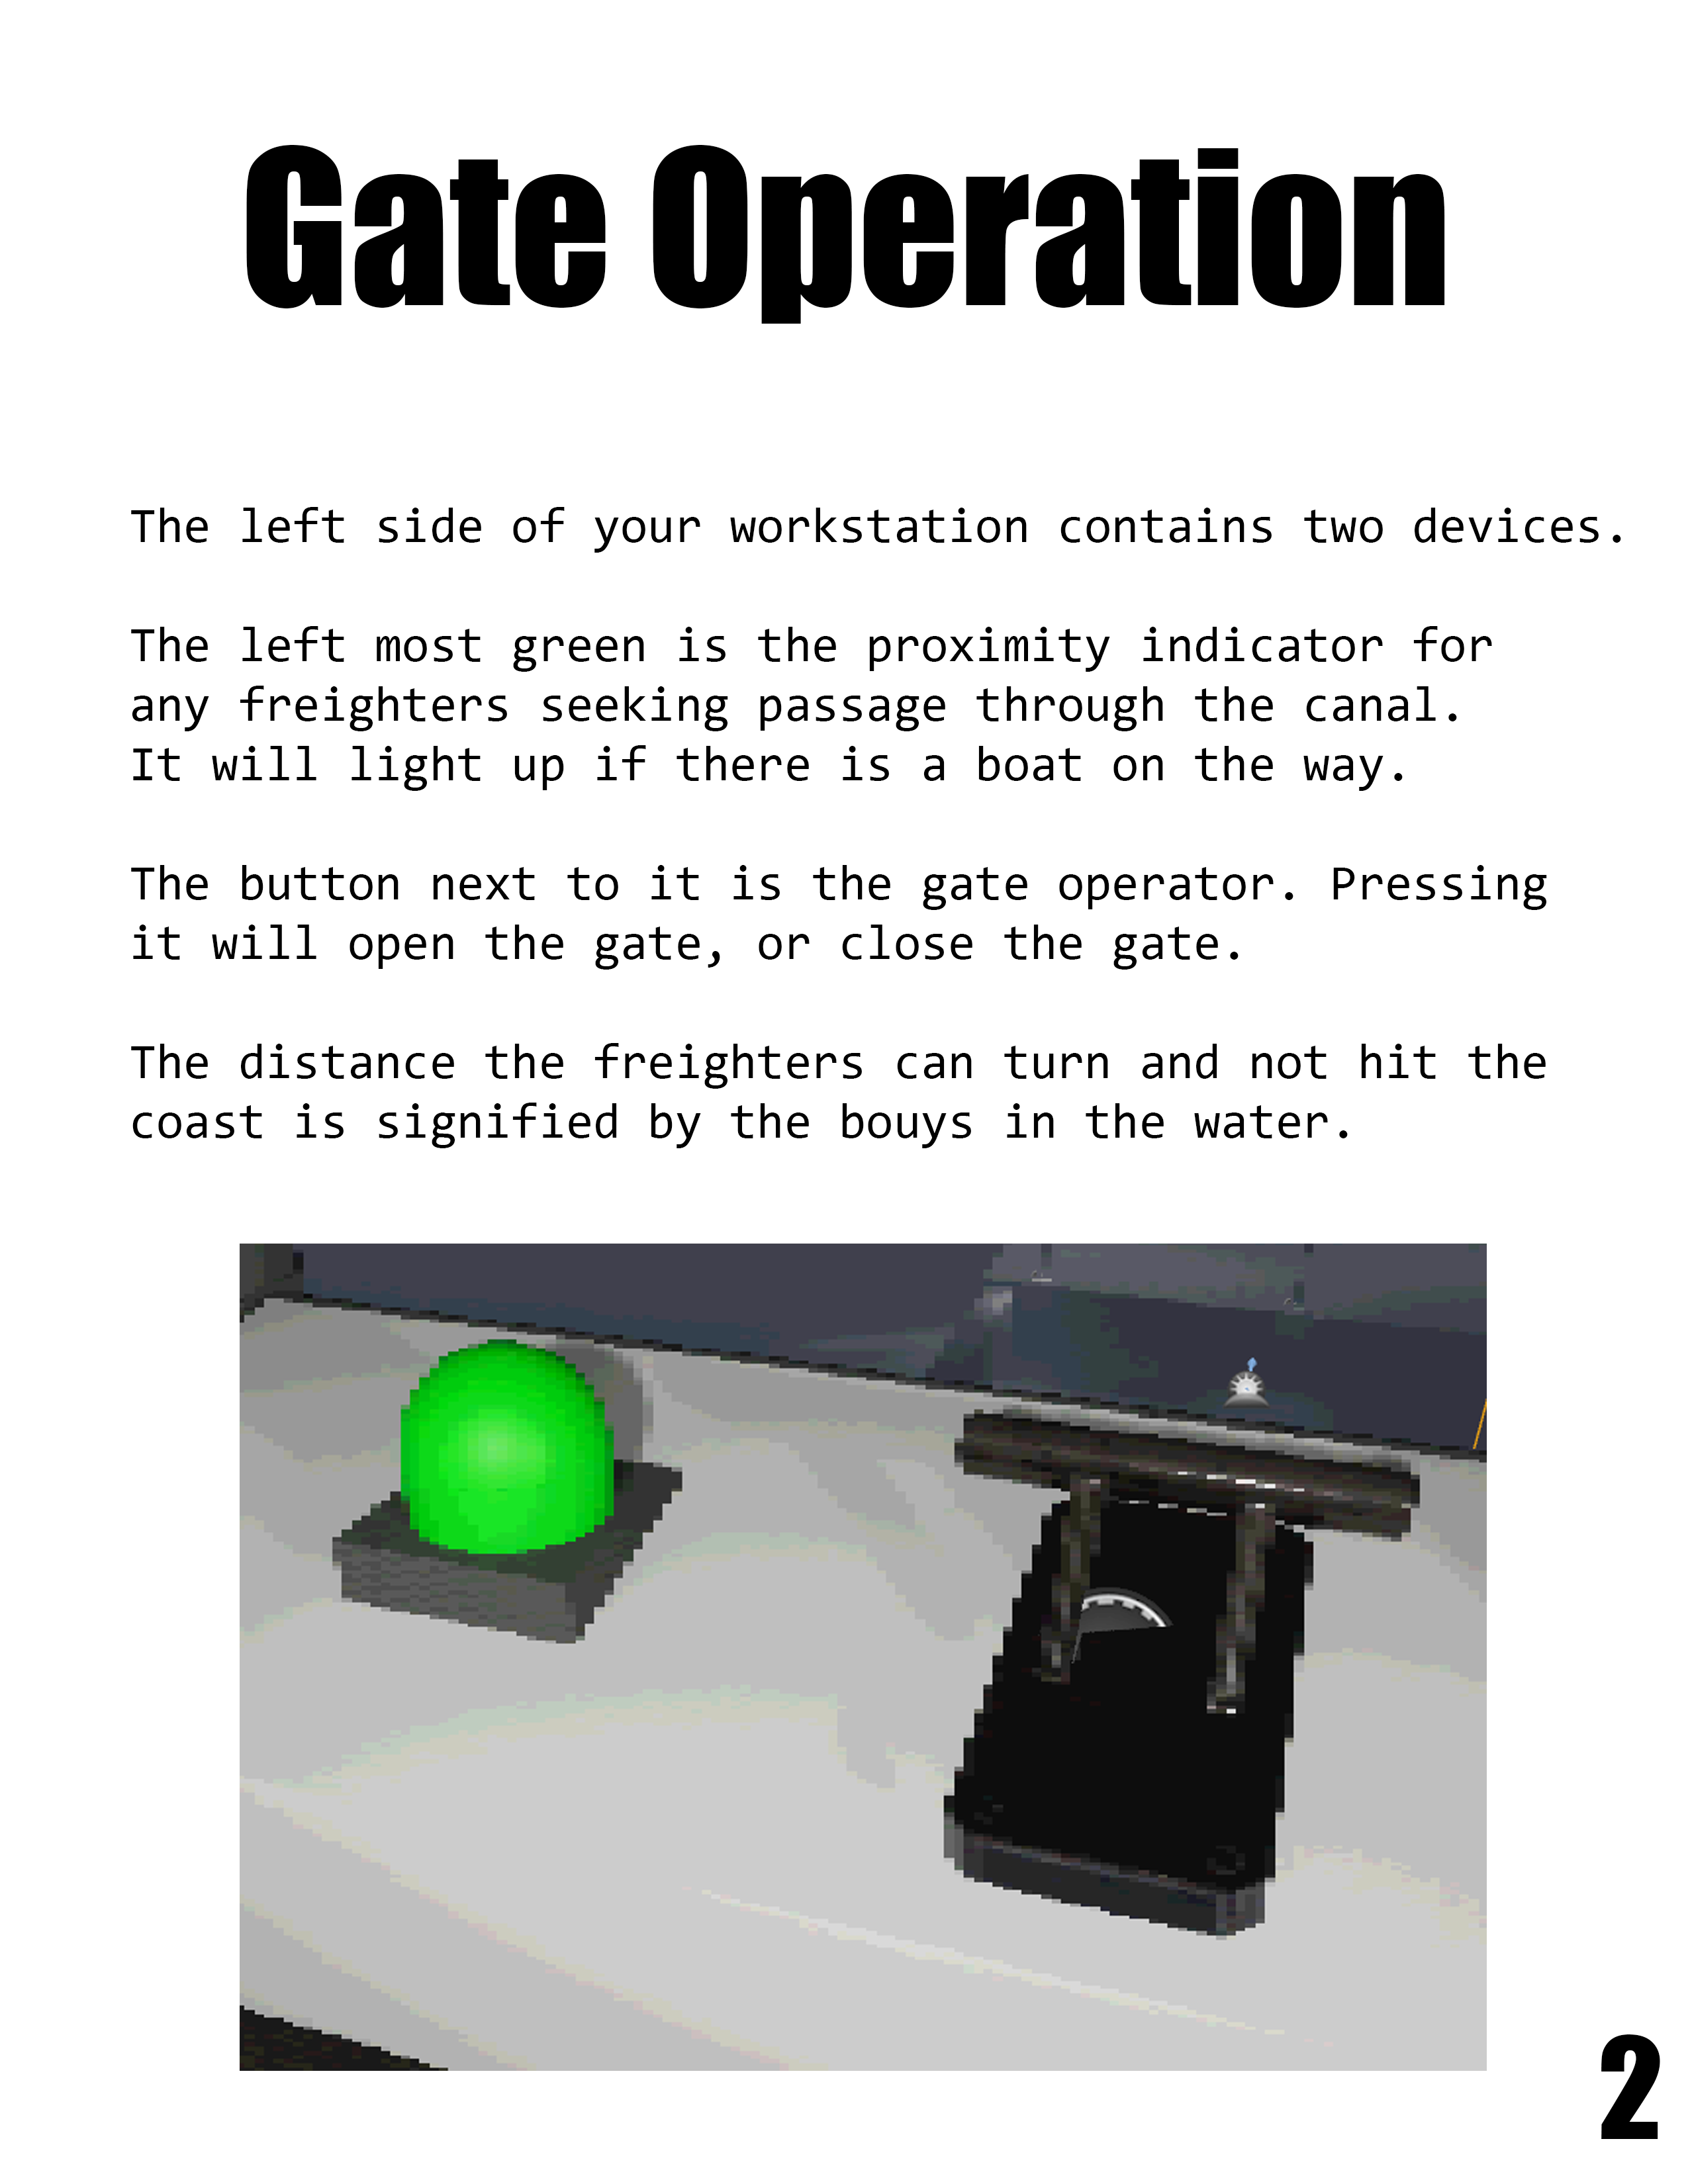 Gate Operation
The left side of your workstation contains two devices.
The left most green is the proximity indicator for
any freighters seeking passage through the canal.
It will light up if there is a boat on the way.
The button next to it is the gate operator. Pressing
it will open the gate, or close the gate.
The distance the freighters can turn and not hit the
coast is signified by the bouys in the water.
2